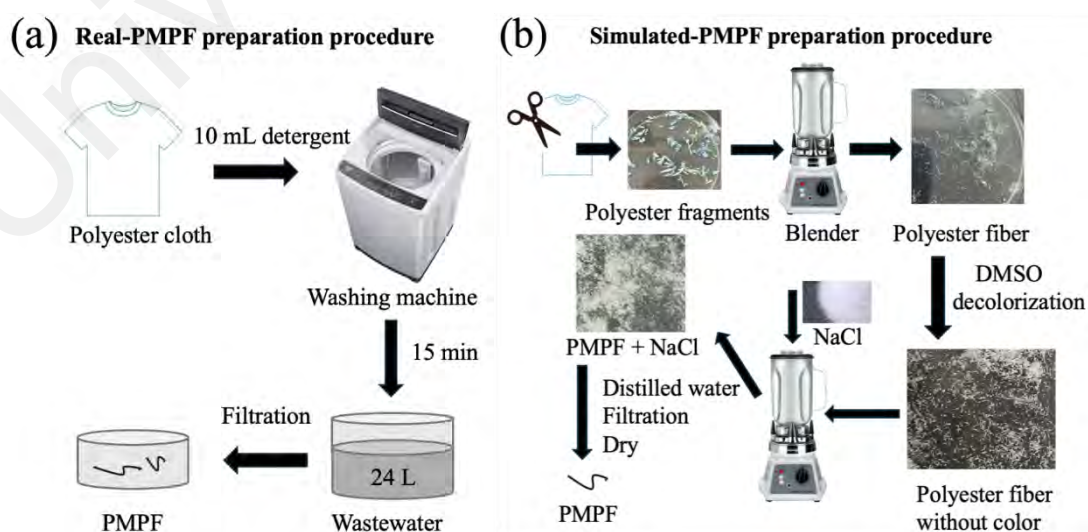 Univ
(a) Real-PMPF preparation procedure
10 mL detergent
Polyester cloth
Washing machine
15 min
Filtration
24 L
PMPF
Wastewater
(b) Simulated-PMPF preparation procedure
Polyester fragments
Blender
Polyester fiber
DMSO
decolorization
NaCl
PMPF + NaCl
Distilled water
Filtration
Dry
PMPF
Polyester fiber
without color